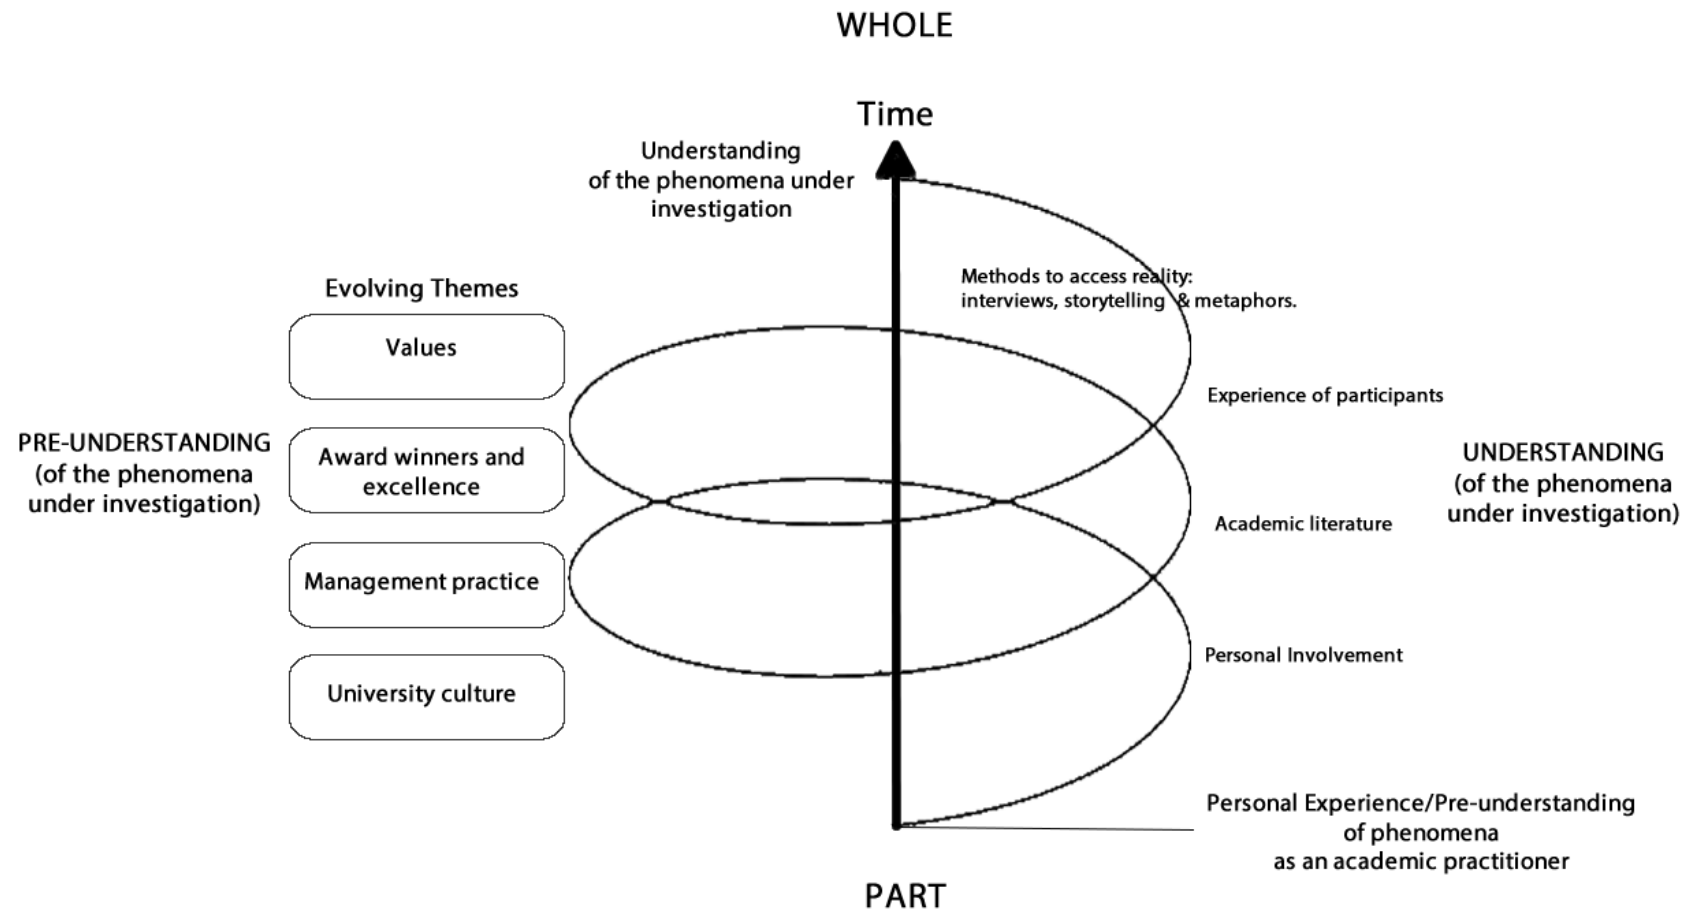 WHOLE
Time
Understanding
of the phenomena under
investigation
Methods to access reality:
interviews, storytelling & metaphors.
Evolving Themes
Values
Experience of participants
PRE-UNDERSTANDING
(of the phenomena
under investigation)
Award winners and
excellence
UNDERSTANDING
(of the phenomena
under investigation)
Academic literature
Management practice
Personal Involvement
University culture
Personal Experience/Pre-understanding
of phenomena
as an academic practitioner
PART